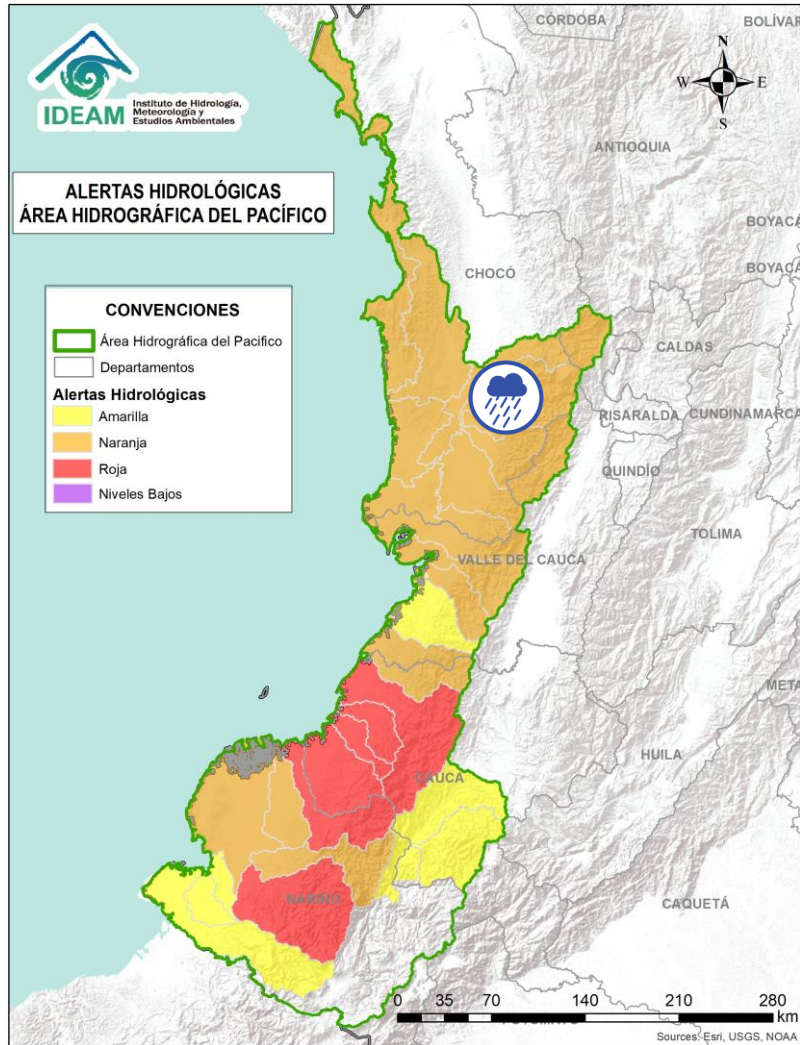 IDEAM
Instituto de Hidrología,
Meteorología y
Estudios Ambientales
ALERTAS HIDROLÓGICAS
ÁREA HIDROGRÁFICA DEL PACÍFICO
CONVENCIONES
Área Hidrográfica del Pacifico
Departamentos
Alertas Hidrológicas
Amarilla
Naranja
Roja
Niveles Bajos
CÓRDOBA
BOLÍVAR
N
W
E
S
ANTIOQUIA
BOYACÁ
CHOCÓ
BOYACÁ
CALDAS
RISARALDA
CUNDINAMARCA
QUINDÍO
TOLIMA
VALLE DEL CAUCA
META
HUILA
CAUCA
CAQUETÁ
NARIÑO
0 35 70 140 210 280
km
Sources: Esri, USGS, NOAA